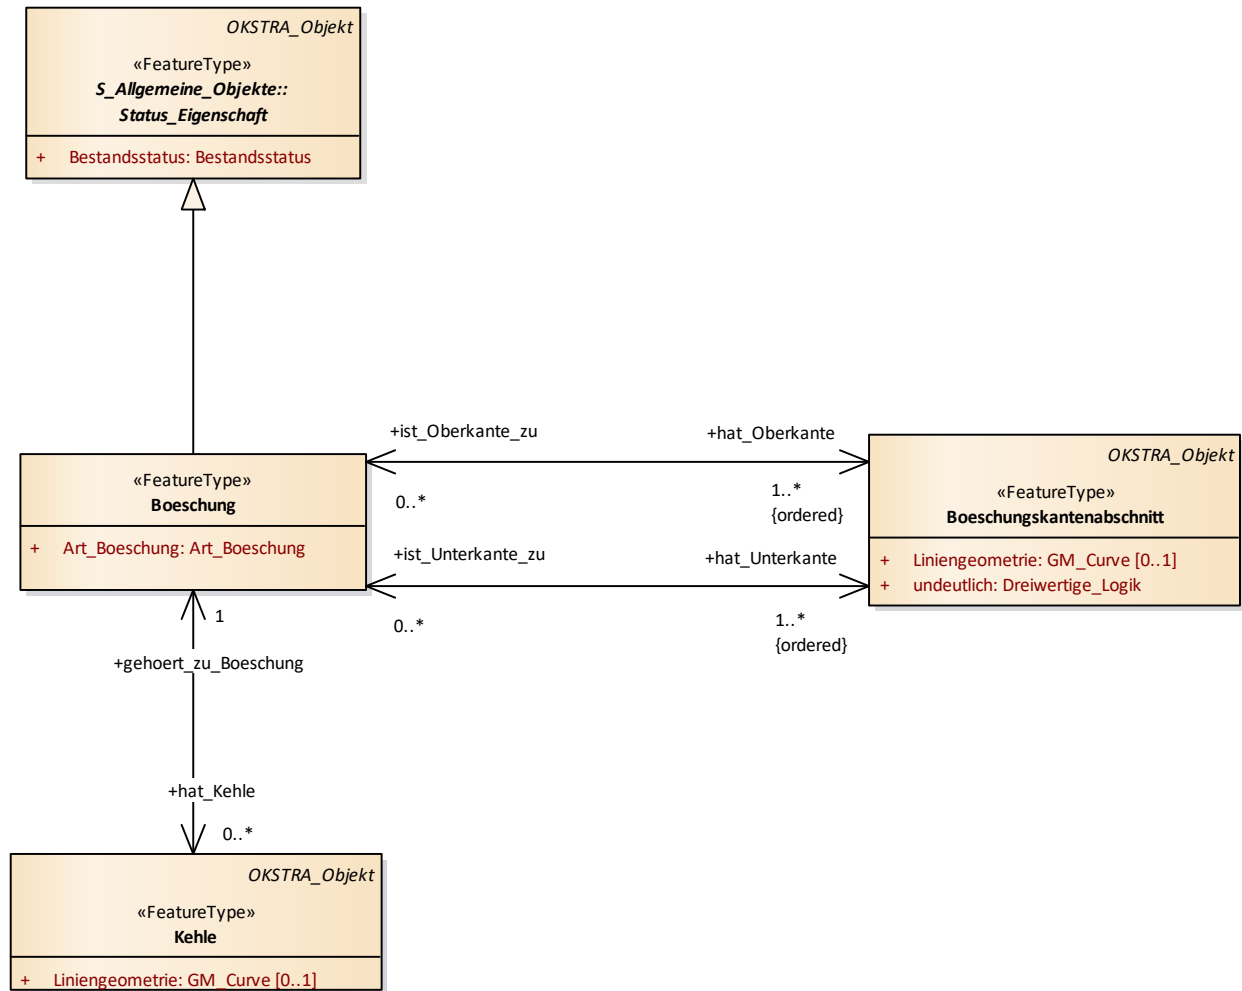 OKSTRA_Objekt
«FeatureType»
S_Allgemeine_Objekte::
Status_Eigenschaft
+ Bestandsstatus: Bestandsstatus
+ist_Oberkante_zu
+hat_Oberkante
0..*
1..*
{ordered}
«FeatureType»
Boeschung
+ Art_Boeschung: Art_Boeschung
OKSTRA_Objekt
«FeatureType»
Boeschungskantenabschnitt
+ Liniengeometrie: GM_Curve [0..1]
+ undeutlich: Dreiwertige_Logik
+ist_Unterkante_zu
+hat_Unterkante
0..*
1..*
{ordered}
1
+gehoert_zu_Boeschung
+hat_Kehle
0..*
OKSTRA_Objekt
«FeatureType»
Kehle
+ Liniengeometrie: GM_Curve [0..1]